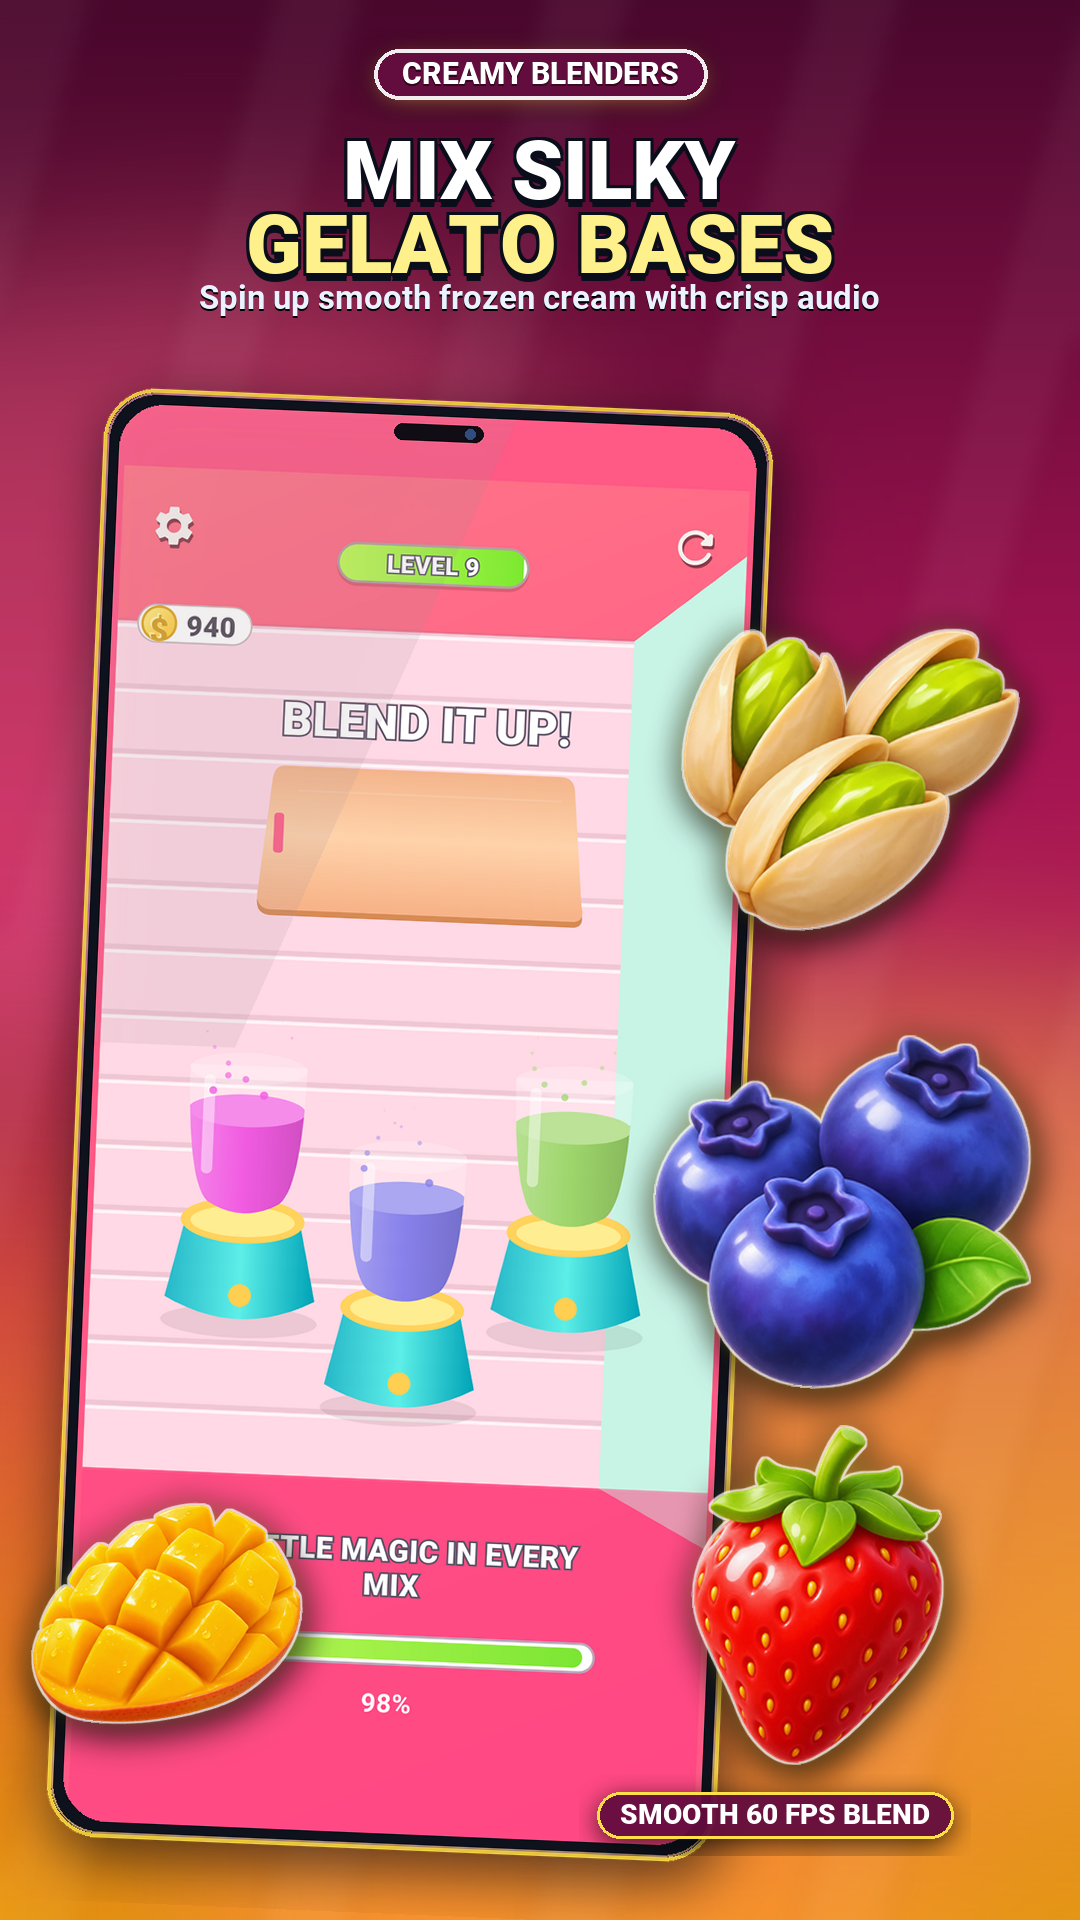 CREAMY BLENDERS
MIX SILKY
GELATO BASES
Spin up smooth frozen cream with crisp audio
LEVEL 9
$ 940
BLEND IT UP!
TLE MAGIC IN EVERY
MIX
98%
SMOOTH 60 FPS BLEND